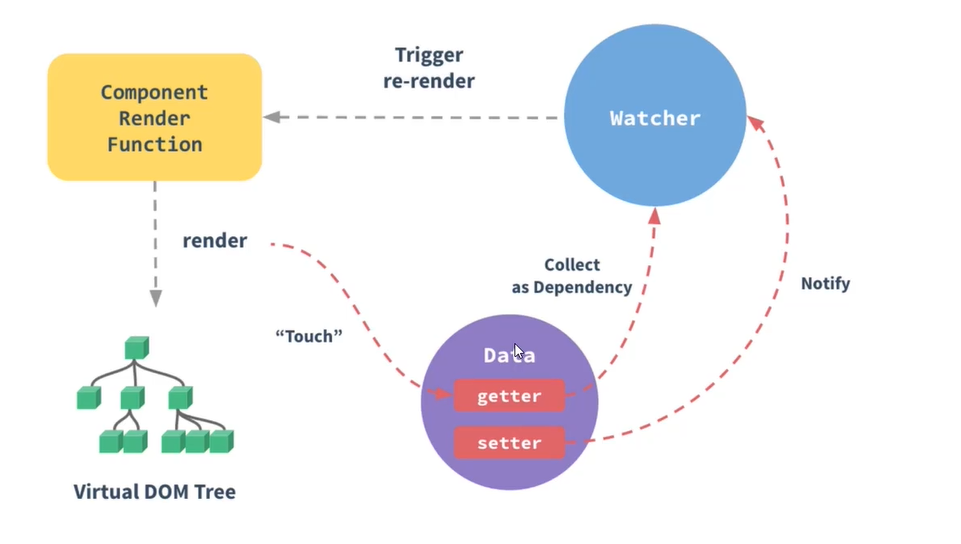 Trigger
re-render
Component
Render
Function
Watcher
render
Collect
as Dependency
Notify
“Touch”
Data
getter
setter
Virtual DOM Tree